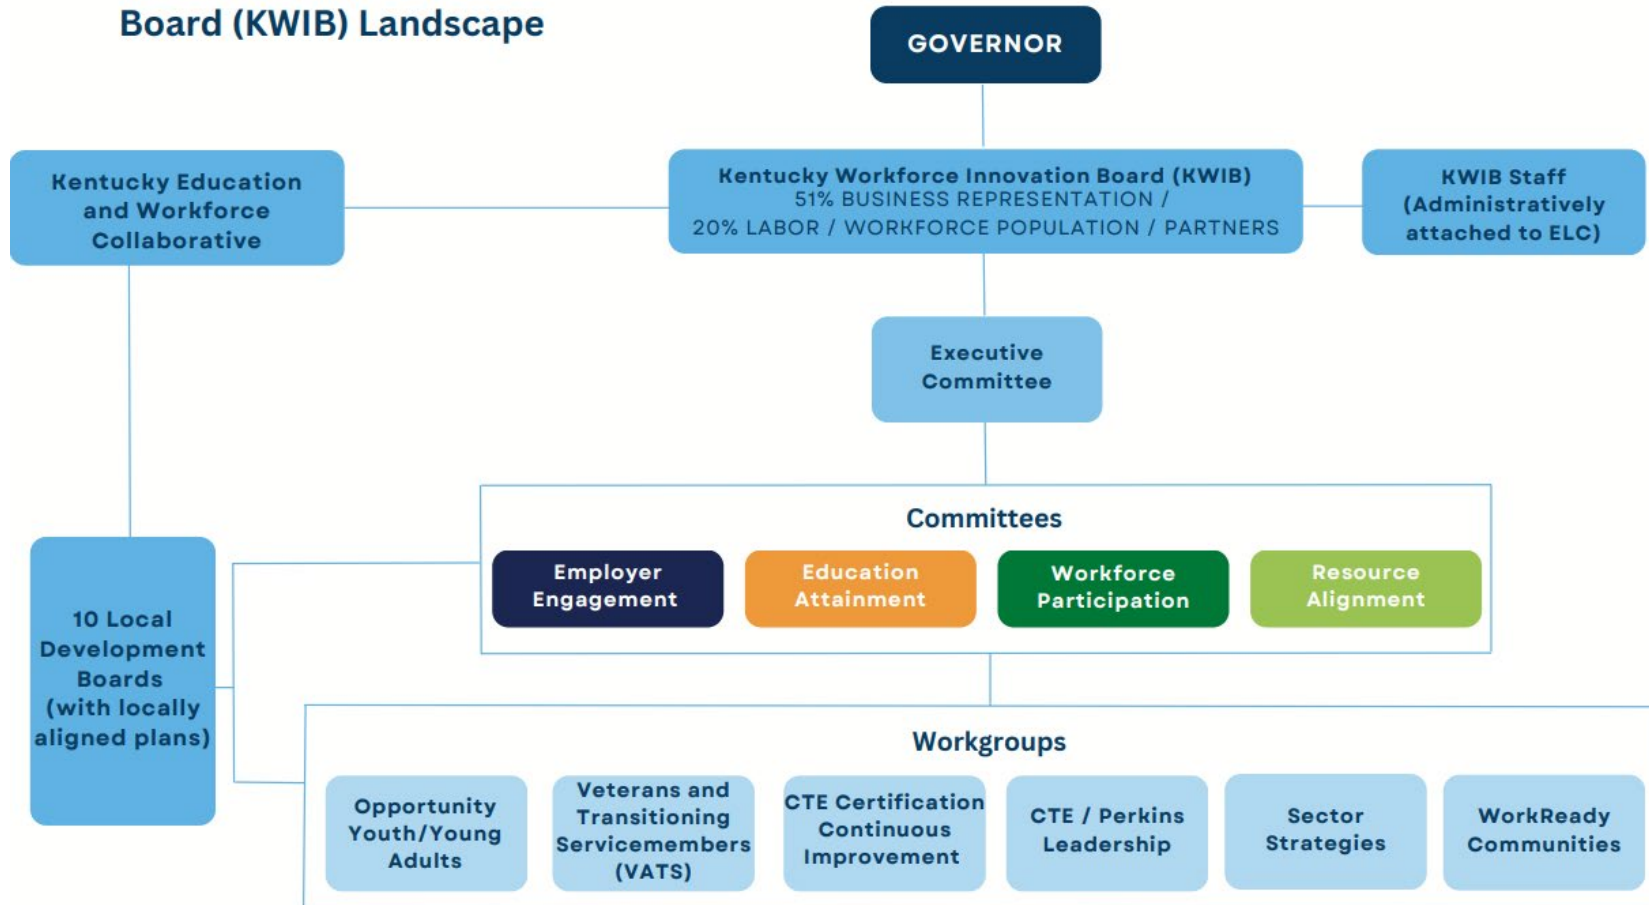 Board (KWIB) Landscape
GOVERNOR
Kentucky Education
and Workforce
Collaborative
Kentucky Workforce Innovation Board (KWIB)
51% BUSINESS REPRESENTATION /
20% LABOR / WORKFORCE POPULATION / PARTNERS
KWIB Staff
(Administratively
attached to ELC)
Executive
Committee
Committees
Employer
Engagement
Education
Attainment
Workforce
Participation
Resource
Alignment
10 Local
Development
Boards
(with locally
aligned plans)
Workgroups
Opportunity
Youth/Young
Adults
Veterans and
Transitioning
Servicemembers
(VATS)
CTE Certification
Continuous
Improvement
CTE / Perkins
Leadership
Sector
Strategies
WorkReady
Communities